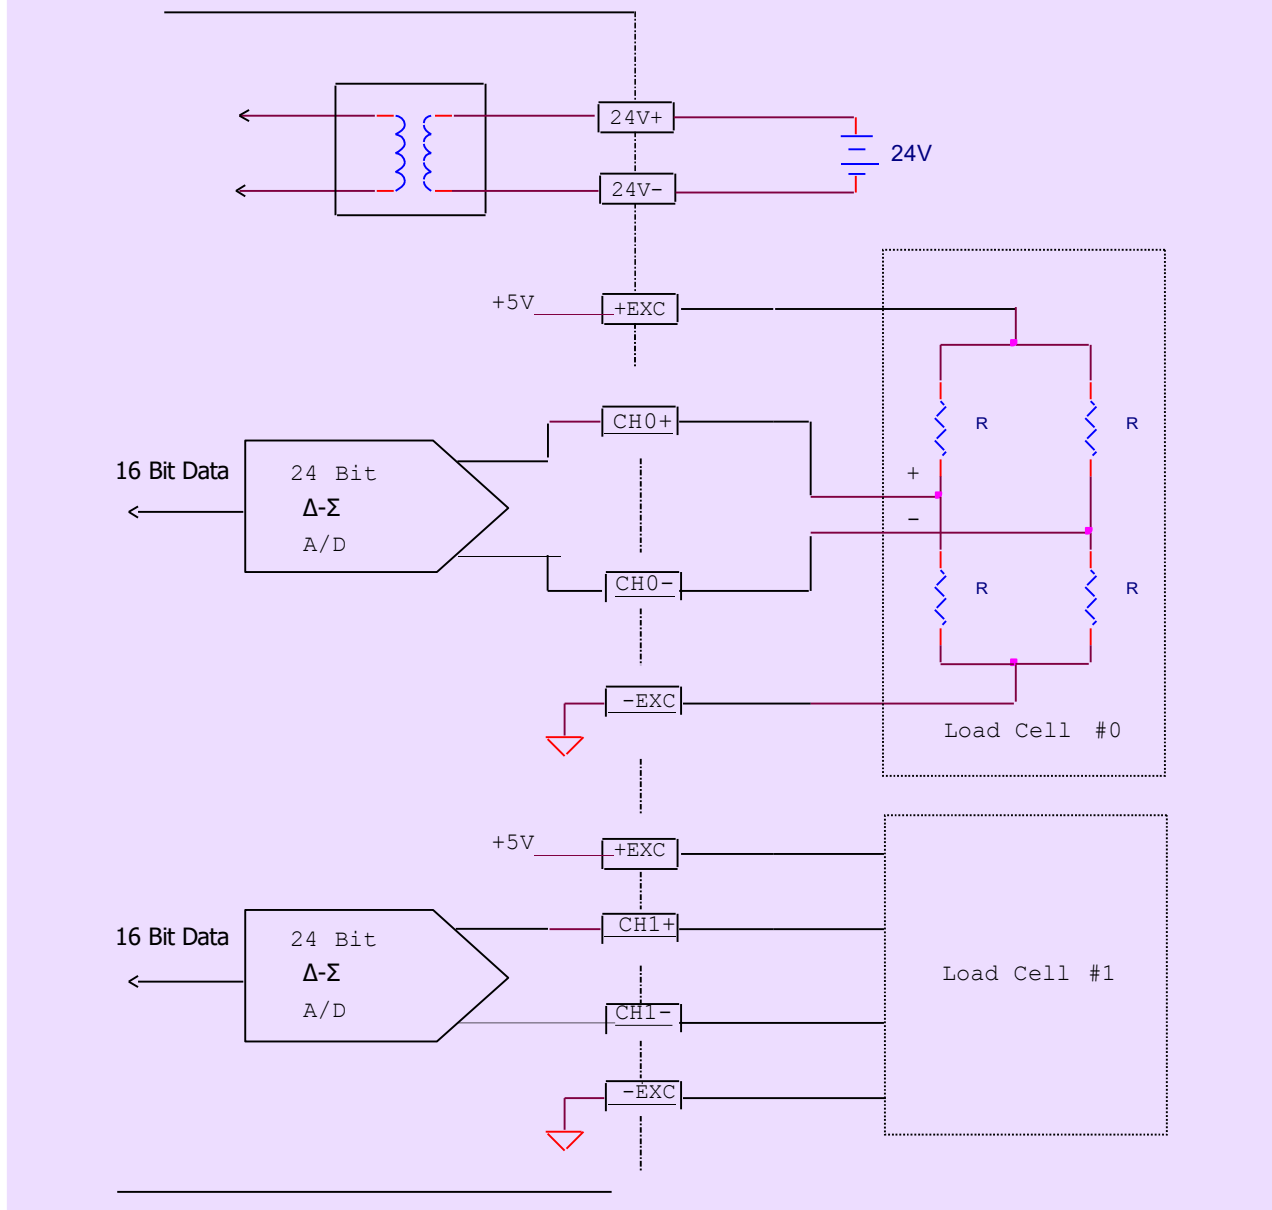 24V+
24V
24V-
+5V
+EXC
CH0+
R
R
16 Bit Data
24 Bit
+
Δ-Σ
-
A/D
CH0-
R
R
-EXC
Load Cell #0
+5V
+EXC
CH1+
16 Bit Data
24 Bit
Δ-Σ
Load Cell #1
A/D
CH1-
-EXC